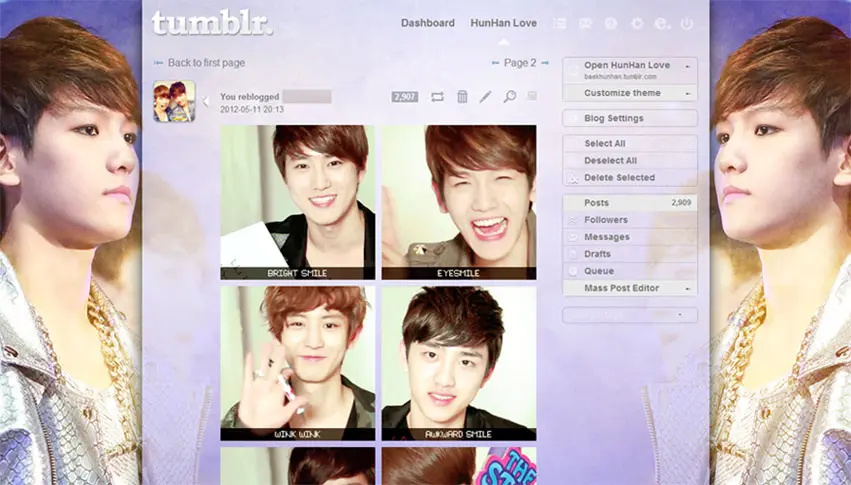 tumblr.
Dashboard
HunHan Love
Back to first page
Page 2
You reblogged
2012-05-11 20:13
2,907
BRIGHT SMILE
EYESMILE
WINK WINK
AWKWARD SMILE
THE
Open HunHan Love
baekhunhan.tumblr.com
Customize theme
Blog Settings
Select All
Deselect All
Delete Selected
Posts 2,909
Followers
Messages
Drafts
Queue
Mass Post Editor